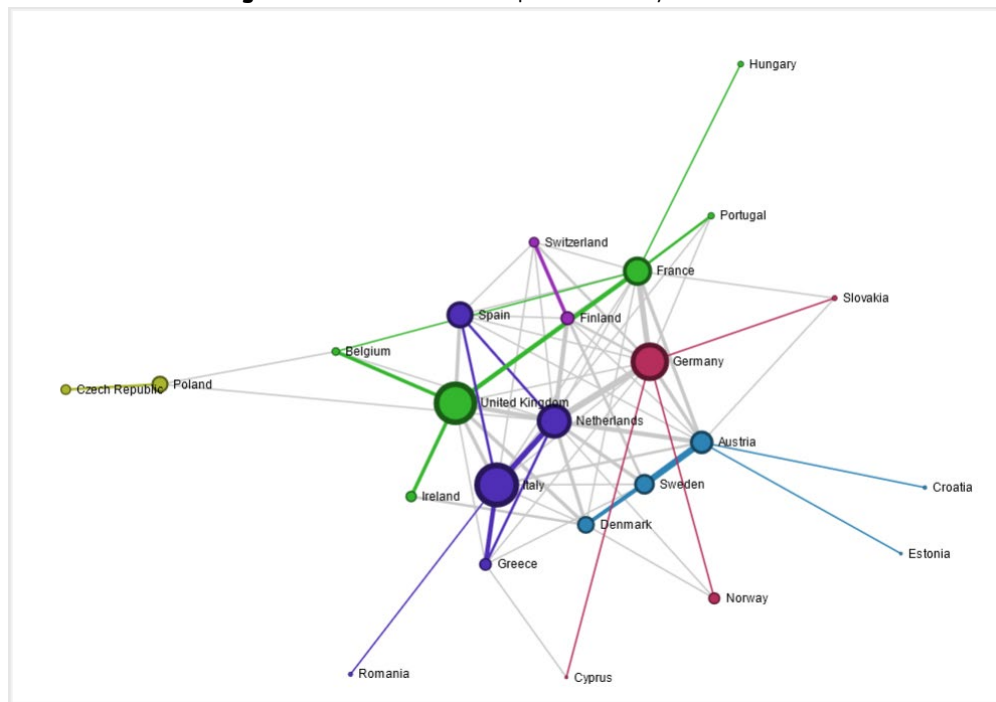 Hungary
Portugal
Switzerland
France
Slovakia
Spain
Finland
Belgium
Germany
Czech Republic
Poland
United Kingdom
Netherlands
Austria
Italy
Sweden
Croatia
Ireland
Denmark
Estonia
Greece
Norway
Romania
Cyprus